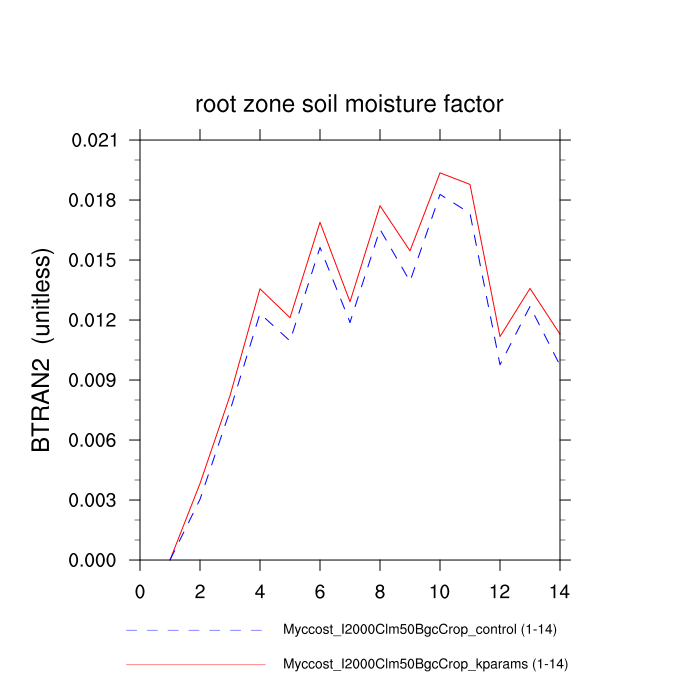 root zone soil moisture factor
0.021
0.018
0.015
0.012
0.009
0.006
0.003
0.000
BTRAN2 (unitless)
0 2 4 6 8 10 12 14
Myccost_I2000Clm50BgcCrop_control (1-14)
Myccost_I2000Clm50BgcCrop_kparams (1-14)